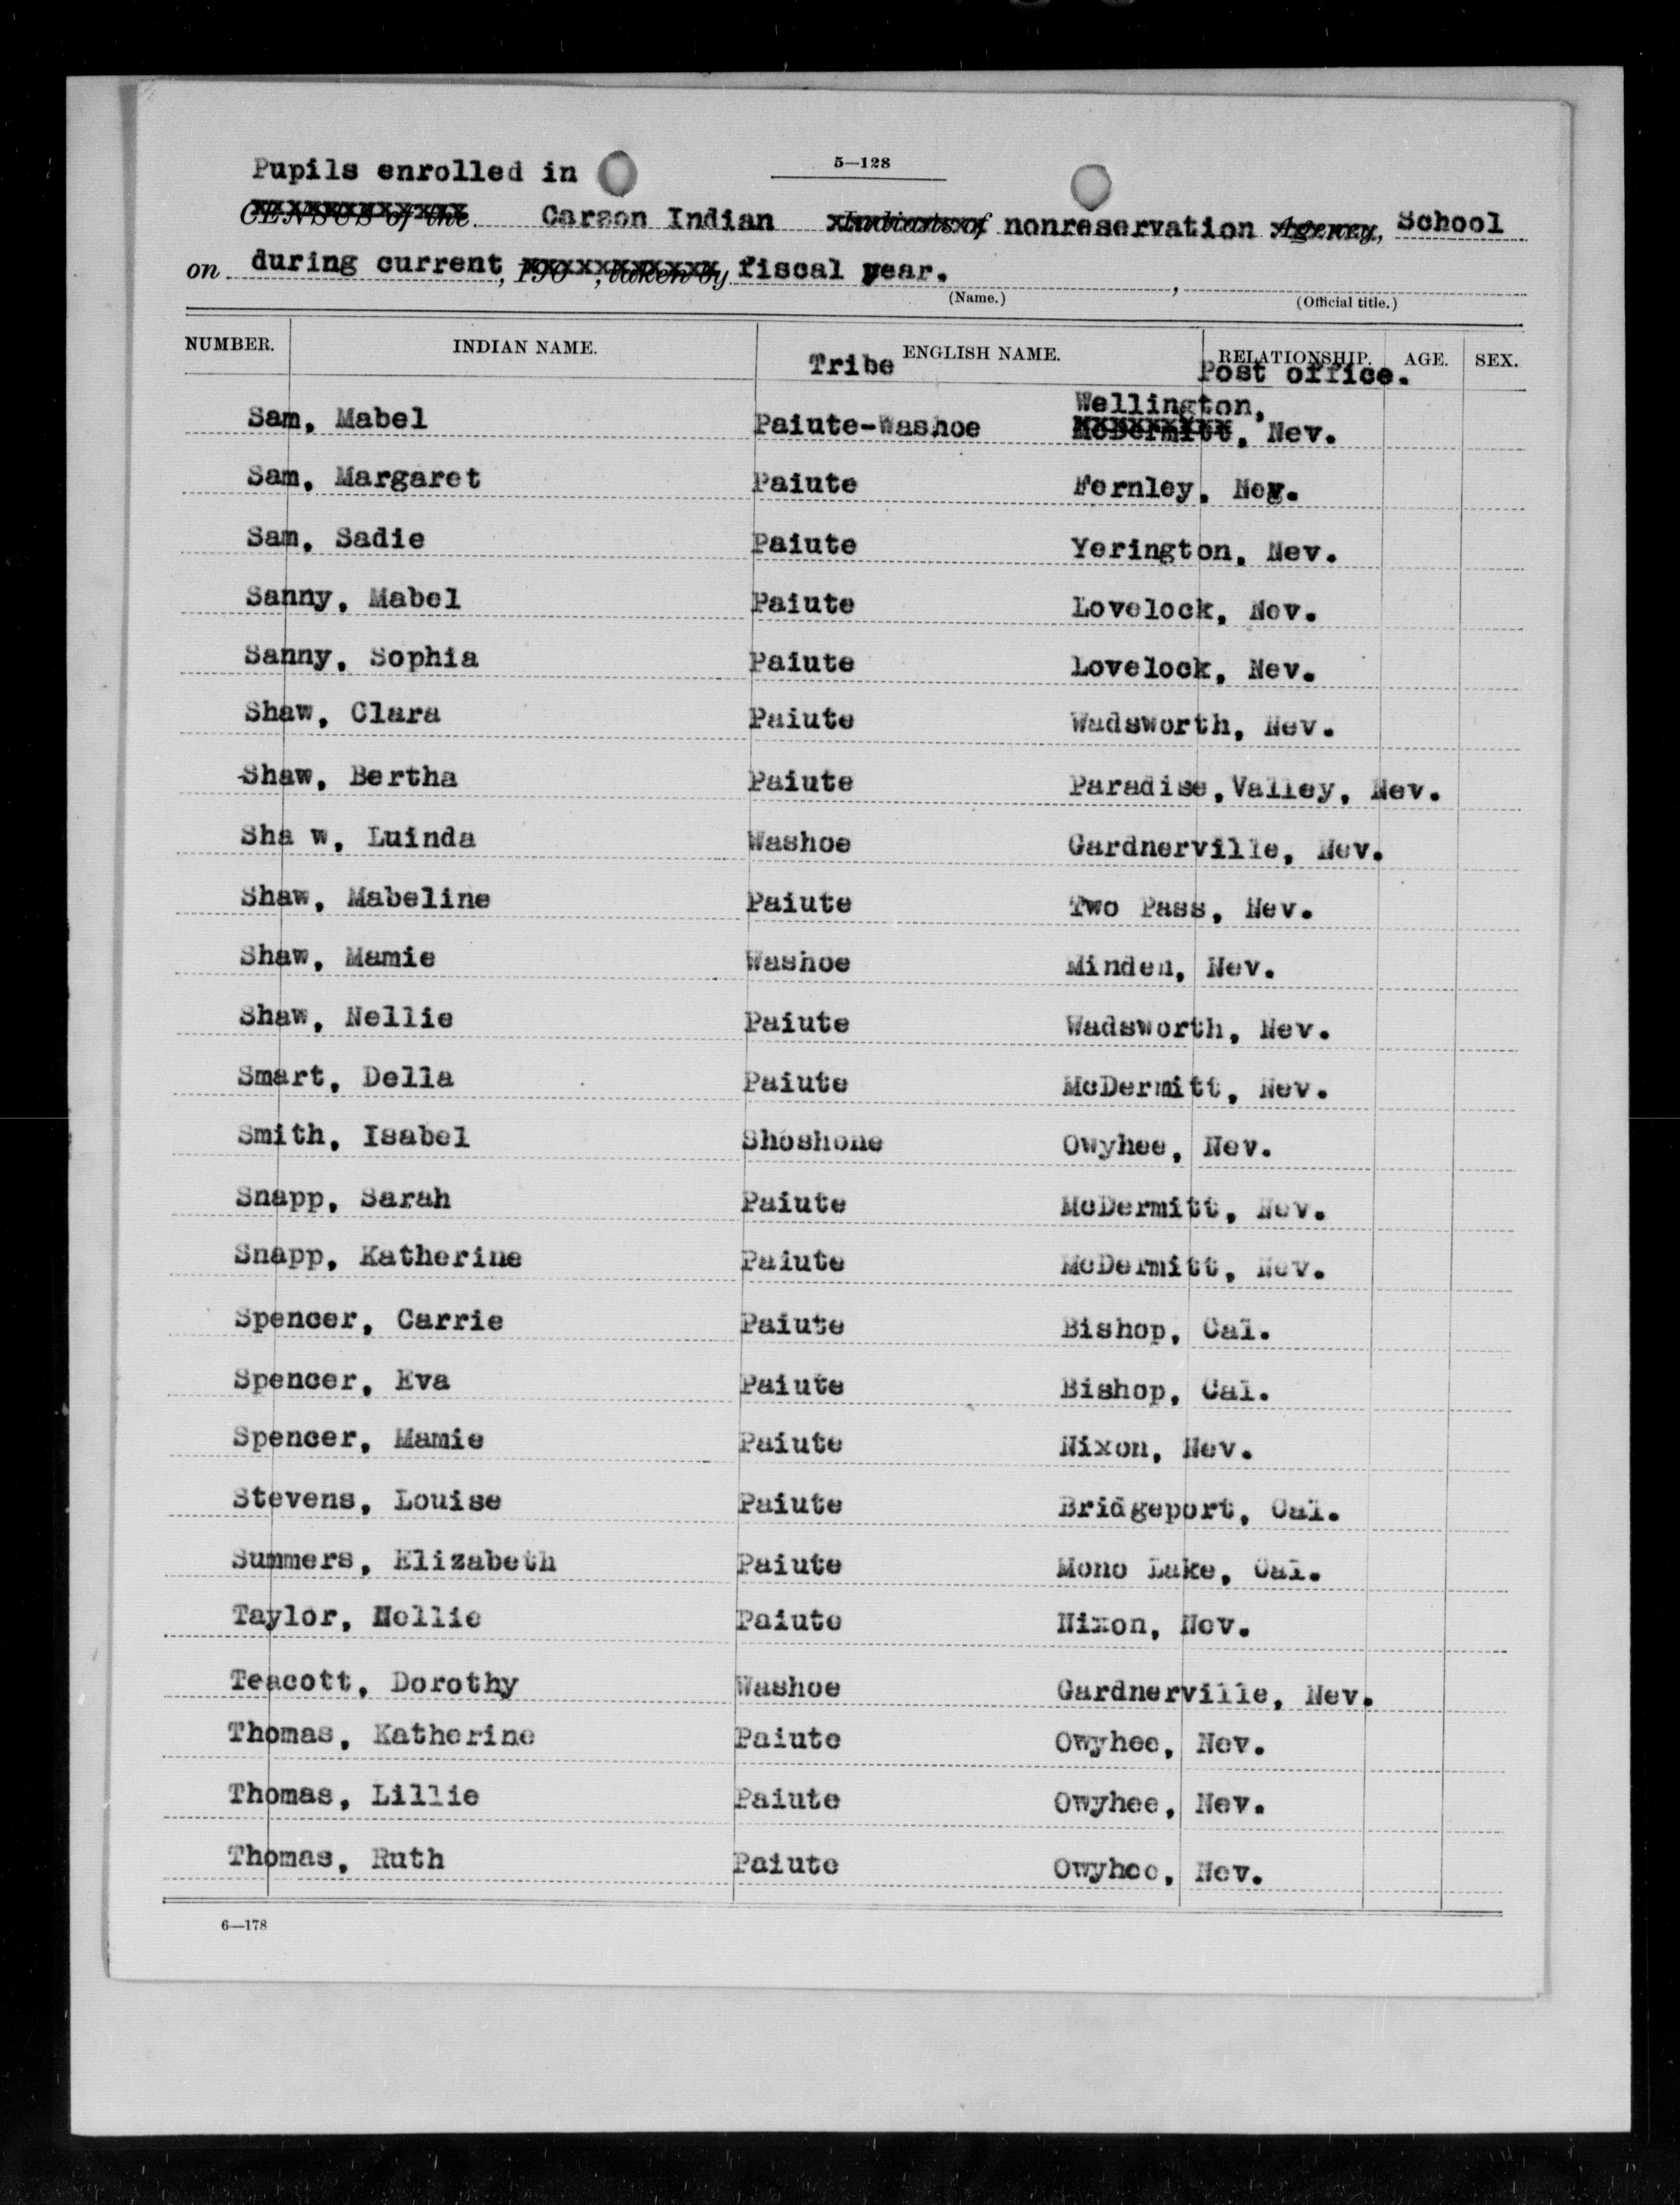 Pupils enrolled in 5—128
CENSUS of the Carson Indian Indians of nonreservation Agency, School
on during current, 190 , taken by fiscal year. ,
(Name.) (Official title.)
NUMBER. INDIAN NAME. Tribe ENGLISH NAME. RELATIONSHIP. Post office. AGE. SEX.
Wellington,
Sam, Mabel Paiute-Washoe McDermitt, Nev.
Sam, Margaret Paiute Fernley, Nev.
Sam, Sadie Paiute Yerington, Nev.
Sanny, Mabel Paiute Lovelock, Nev.
Sanny, Sophia Paiute Lovelock, Nev.
Shaw, Clara Paiute Wadsworth, Nev.
Shaw, Bertha Paiute Paradise,Valley, Nev.
Sha w, Luinda Washoe Gardnerville, Nev.
Shaw, Mabeline Paiute Two Pass, Nev.
Shaw, Mamie Washoe Minden, Nev.
Shaw, Nellie Paiute Wadsworth, Nev.
Smart, Della Paiute McDermitt, Nev.
Smith, Isabel Shoshone Owyhee, Nev.
Snapp, Sarah Paiute McDermitt, Nev.
Snapp, Katherine Paiute McDermitt, Nev.
Spencer, Carrie Paiute Bishop, Cal.
Spencer, Eva Paiute Bishop, Cal.
Spencer, Mamie Paiute Nixon, Nev.
Stevens, Louise Paiute Bridgeport, Cal.
Summers, Elizabeth Paiute Mono Lake, Cal.
Taylor, Nellie Paiute Nixon, Nev.
Teacott, Dorothy Washoe Gardnerville, Nev.
Thomas, Katherine Paiute Owyhee, Nev.
Thomas, Lillie Paiute Owyhee, Nev.
Thomas, Ruth Paiute Owyhee, Nev.
6—178